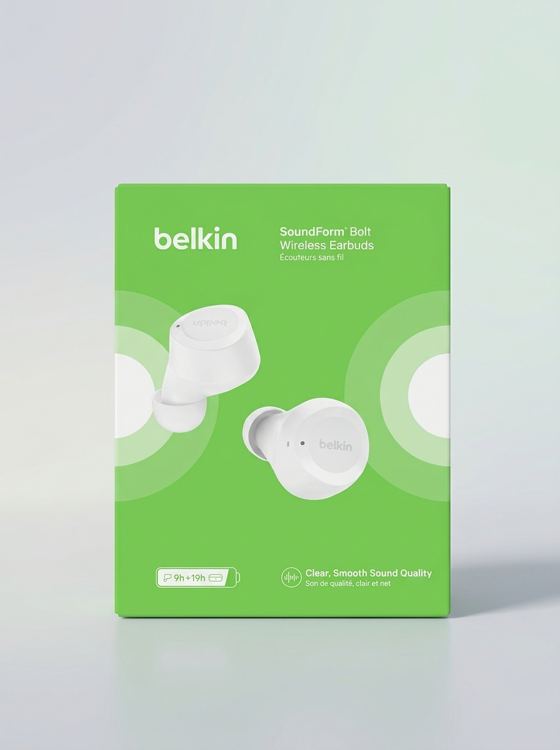 belkin
SoundForm™ Bolt
Wireless Earbuds
Écouteurs sans fil
belkin
belkin
9h+19h
Clear, Smooth Sound Quality
Son de qualité, clair et net